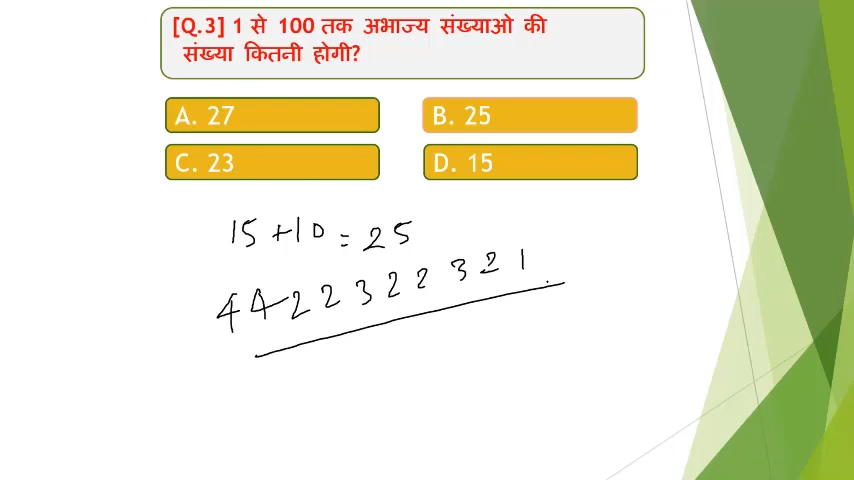 [Q.3] 1 से 100 तक अभाज्य संख्याओ की
संख्या कितनी होगी?
A. 27
B. 25
C. 23
D. 15
15+10 = 25
4 4 2 2 3 2 2 3 2 1